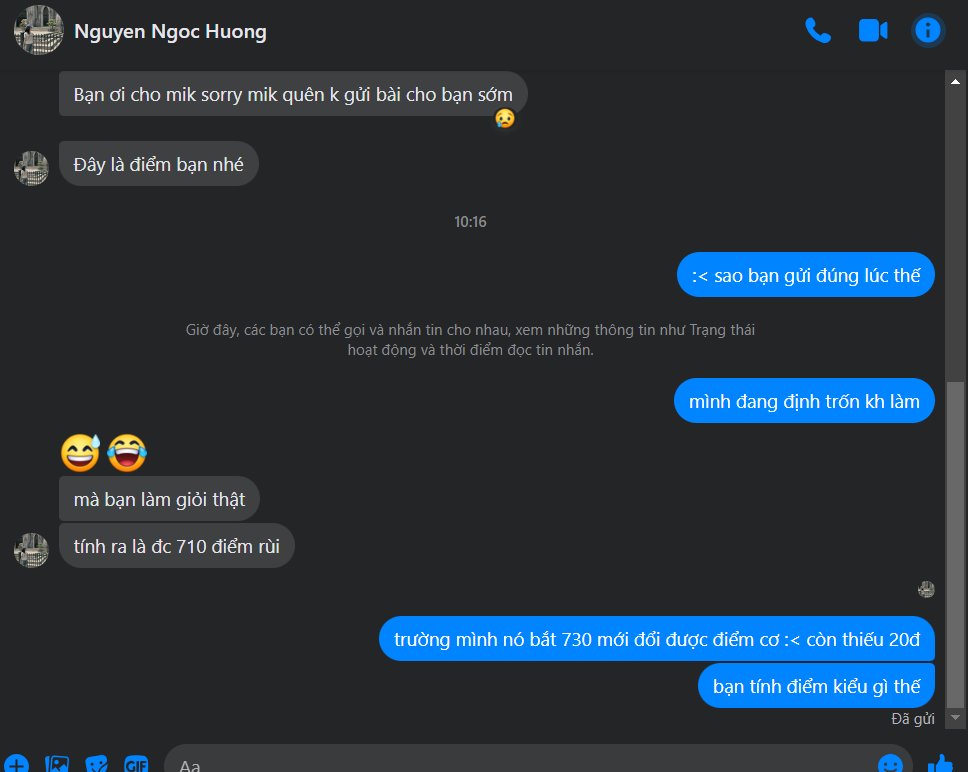 Nguyen Ngoc Huong
Bạn ơi cho mik sorry mik quên k gửi bài cho bạn sớm
Đây là điểm bạn nhé
10:16
:< sao bạn gửi đúng lúc thế
Giờ đây, các bạn có thể gọi và nhắn tin cho nhau, xem những thông tin như Trạng thái
hoạt động và thời điểm đọc tin nhắn.
mình đang định trốn kh làm
mà bạn làm giỏi thật
tính ra là đc 710 điểm rùi
trường mình nó bắt 730 mới đổi được điểm cơ :< còn thiếu 20đ
bạn tính điểm kiểu gì thế
Đã gửi
GIF
Aa